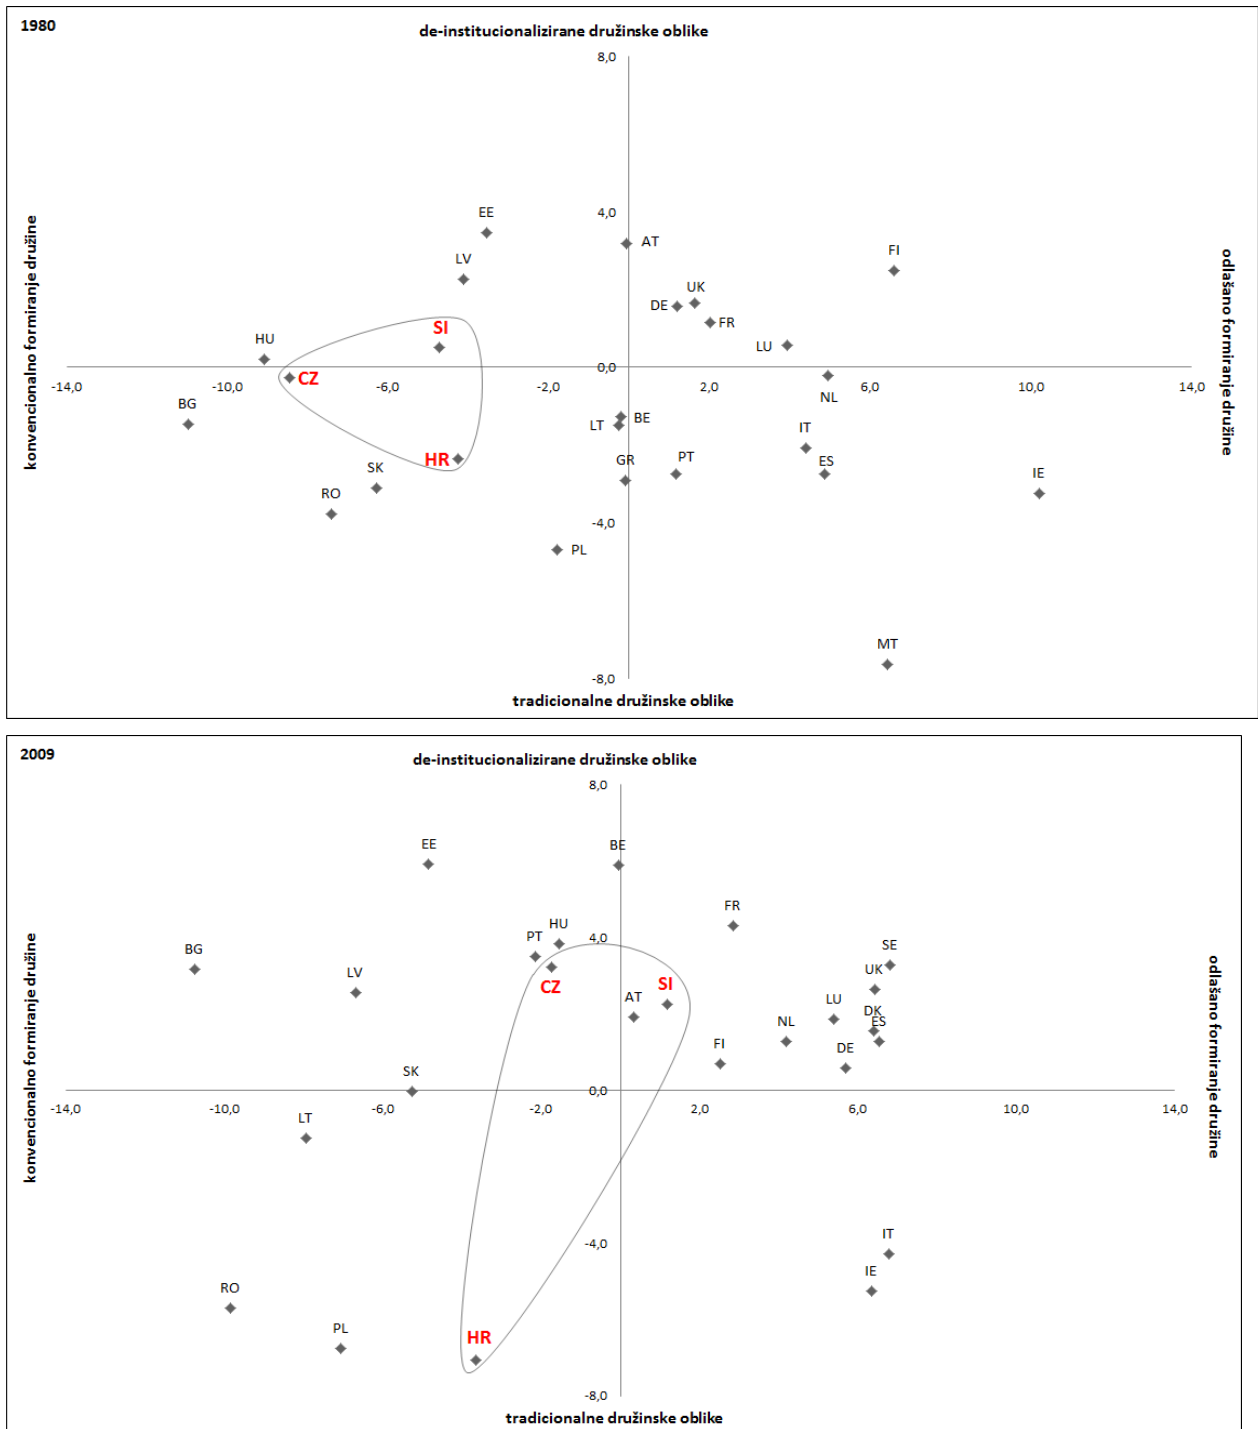 1980
de-institucionalizirane družinske oblike
8,0
EE
4,0
AT
LV
FI
UK
DE
FR
SI
LU
HU
0,0
CZ
-14,0
-10,0
-6,0
-2,0
2,0
6,0
10,0
14,0
NL
BG
BE
LT
IT
HR
GR
PT
ES
SK
IE
RO
-4,0
PL
MT
-8,0
konvencionalno formiranje družine
odlašano formiranje družine
tradicionalne družinske oblike
2009
de-institucionalizirane družinske oblike
8,0
EE
BE
FR
HU
PT
4,0
BG
SE
LV
UK
CZ
SI
AT
LU
DK
ES
NL
FI
DE
SK
0,0
-14,0
-10,0
-6,0
-2,0
2,0
6,0
10,0
14,0
LT
IT
-4,0
IE
RO
PL
HR
-8,0
konvencionalno formiranje družine
odlašano formiranje družine
tradicionalne družinske oblike